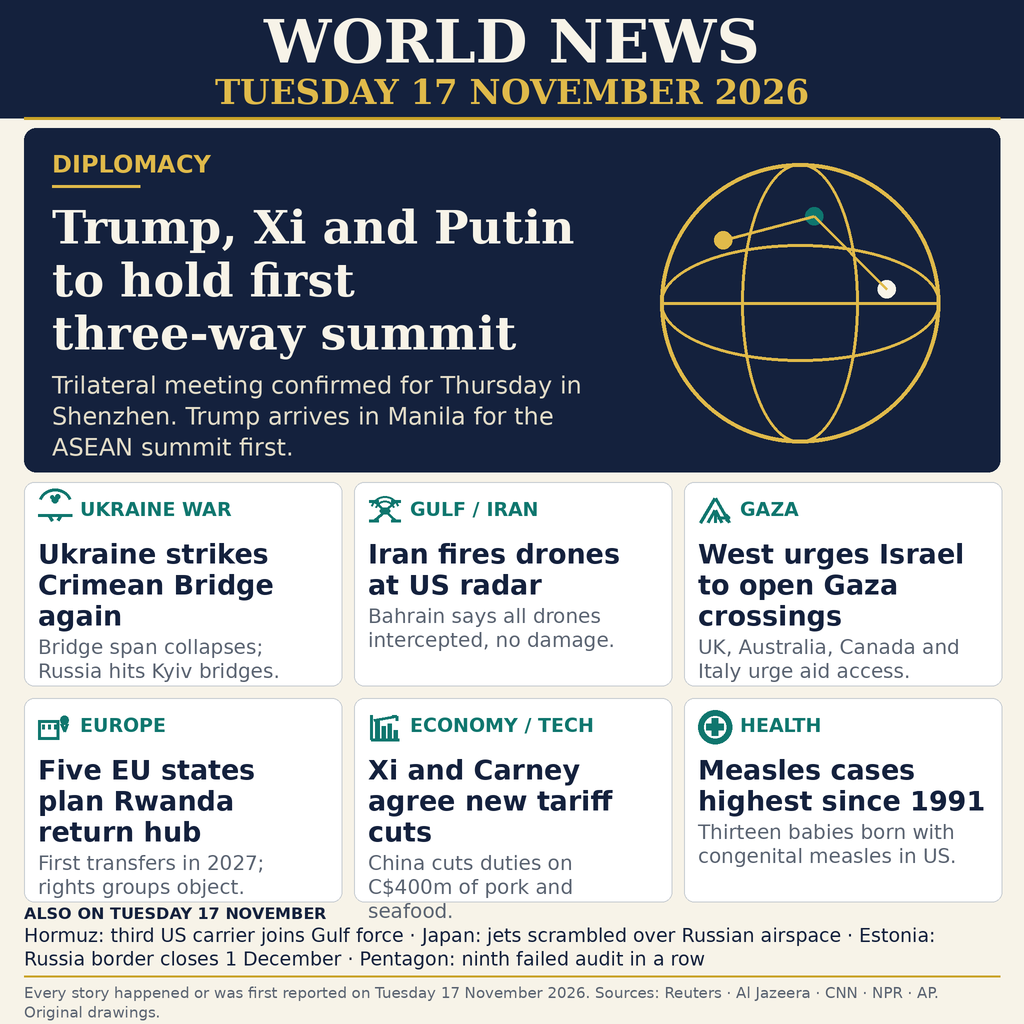 WORLD NEWS
TUESDAY 17 NOVEMBER 2026
DIPLOMACY
Trump, Xi and Putin
to hold first
three-way summit
Trilateral meeting confirmed for Thursday in
Shenzhen. Trump arrives in Manila for the
ASEAN summit first.
UKRAINE WAR
Ukraine strikes
Crimean Bridge
again
Bridge span collapses;
Russia hits Kyiv bridges.
GULF / IRAN
Iran fires drones
at US radar
Bahrain says all drones
intercepted, no damage.
GAZA
West urges Israel
to open Gaza
crossings
UK, Australia, Canada and
Italy urge aid access.
EUROPE
Five EU states
plan Rwanda
return hub
First transfers in 2027;
rights groups object.
ECONOMY / TECH
Xi and Carney
agree new tariff
cuts
China cuts duties on
C$400m of pork and
seafood.
HEALTH
Measles cases
highest since 1991
Thirteen babies born with
congenital measles in US.
ALSO ON TUESDAY 17 NOVEMBER
Hormuz: third US carrier joins Gulf force · Japan: jets scrambled over Russian airspace · Estonia:
Russia border closes 1 December · Pentagon: ninth failed audit in a row
Every story happened or was first reported on Tuesday 17 November 2026. Sources: Reuters · Al Jazeera · CNN · NPR · AP.
Original drawings.